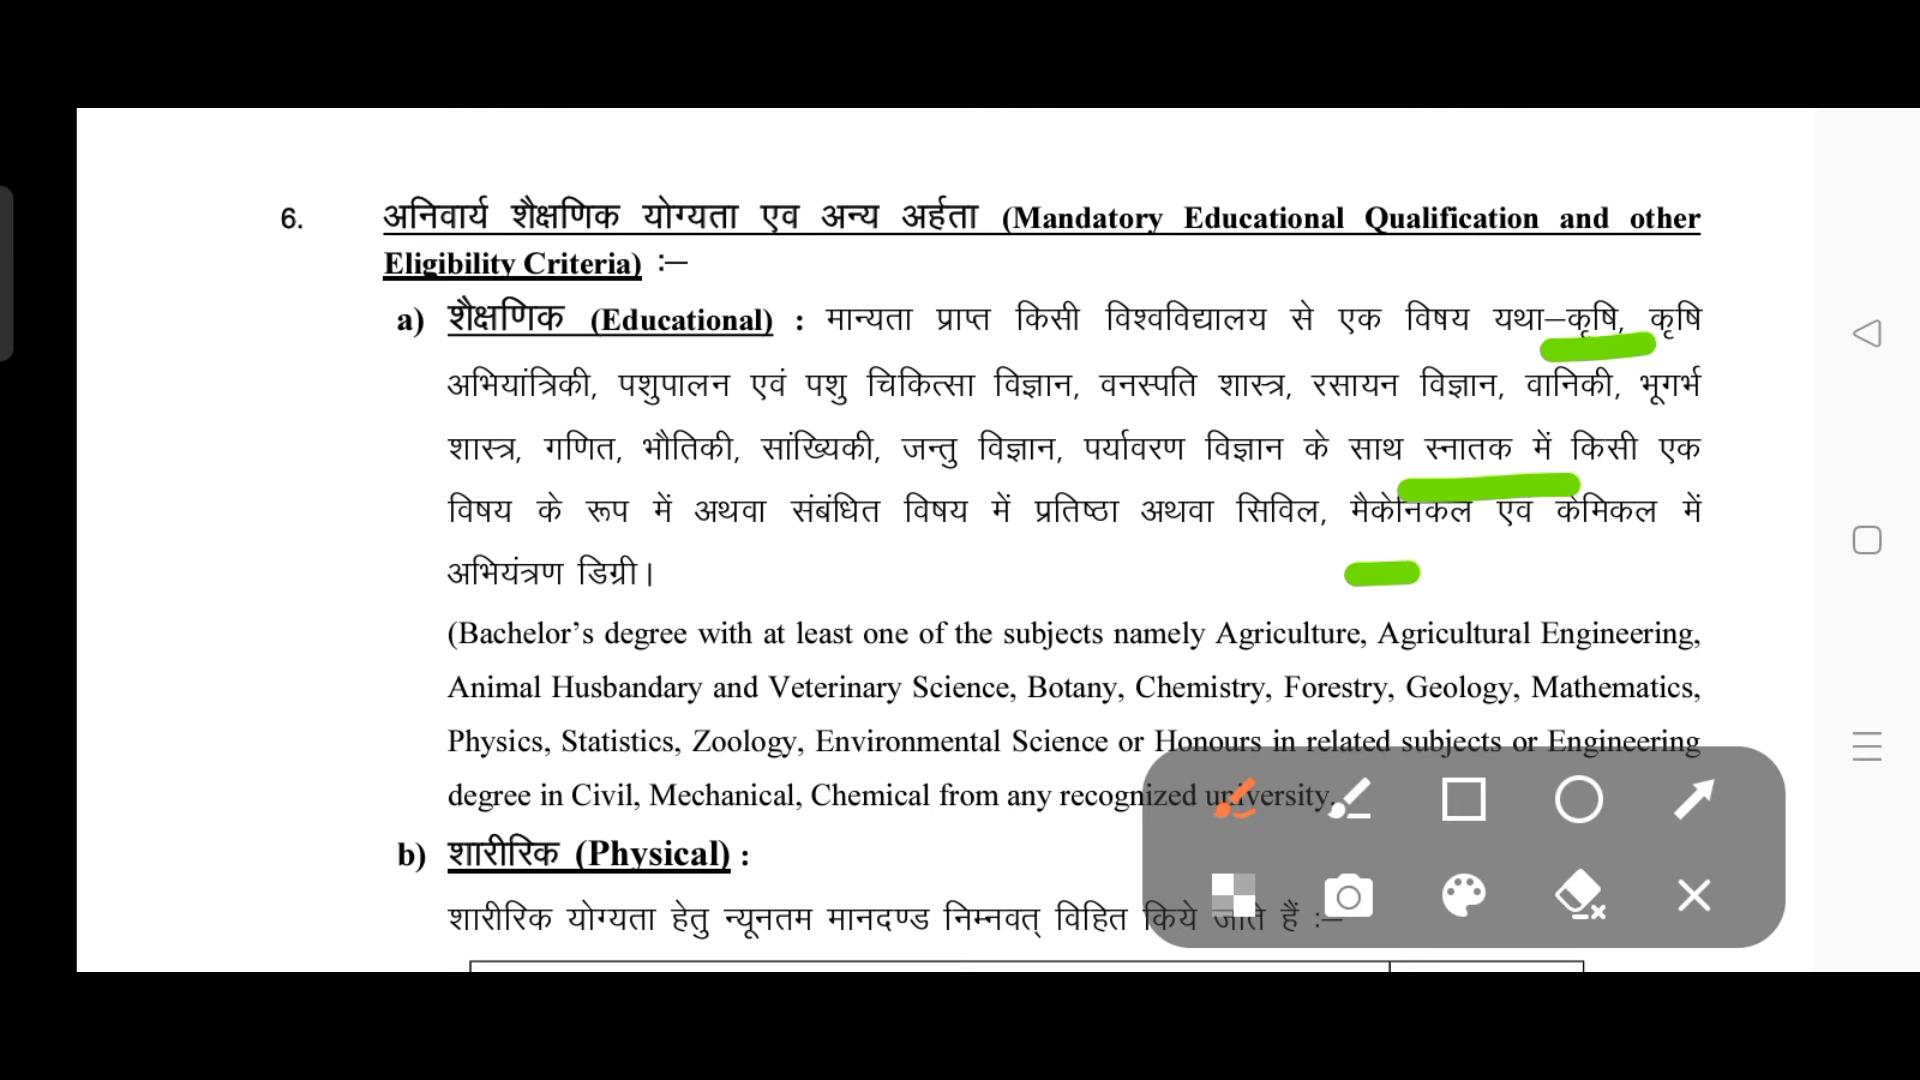 6. अनिवार्य शैक्षणिक योग्यता एव अन्य अर्हता (Mandatory Educational Qualification and other
Eligibility Criteria) :–
a) शैक्षणिक (Educational) : मान्यता प्राप्त किसी विश्वविद्यालय से एक विषय यथा–कृषि, कृषि
अभियांत्रिकी, पशुपालन एवं पशु चिकित्सा विज्ञान, वनस्पति शास्त्र, रसायन विज्ञान, वानिकी, भूगर्भ
शास्त्र, गणित, भौतिकी, सांख्यिकी, जन्तु विज्ञान, पर्यावरण विज्ञान के साथ स्नातक में किसी एक
विषय के रूप में अथवा संबंधित विषय में प्रतिष्ठा अथवा सिविल, मैकेनिकल एव केमिकल में
अभियंत्रण डिग्री।
(Bachelor’s degree with at least one of the subjects namely Agriculture, Agricultural Engineering,
Animal Husbandary and Veterinary Science, Botany, Chemistry, Forestry, Geology, Mathematics,
Physics, Statistics, Zoology, Environmental Science or Honours in related subjects or Engineering
degree in Civil, Mechanical, Chemical from any recognized university.
b) शारीरिक (Physical) :
शारीरिक योग्यता हेतु न्यूनतम मानदण्ड निम्नवत् विहित किये जाते हैं :–